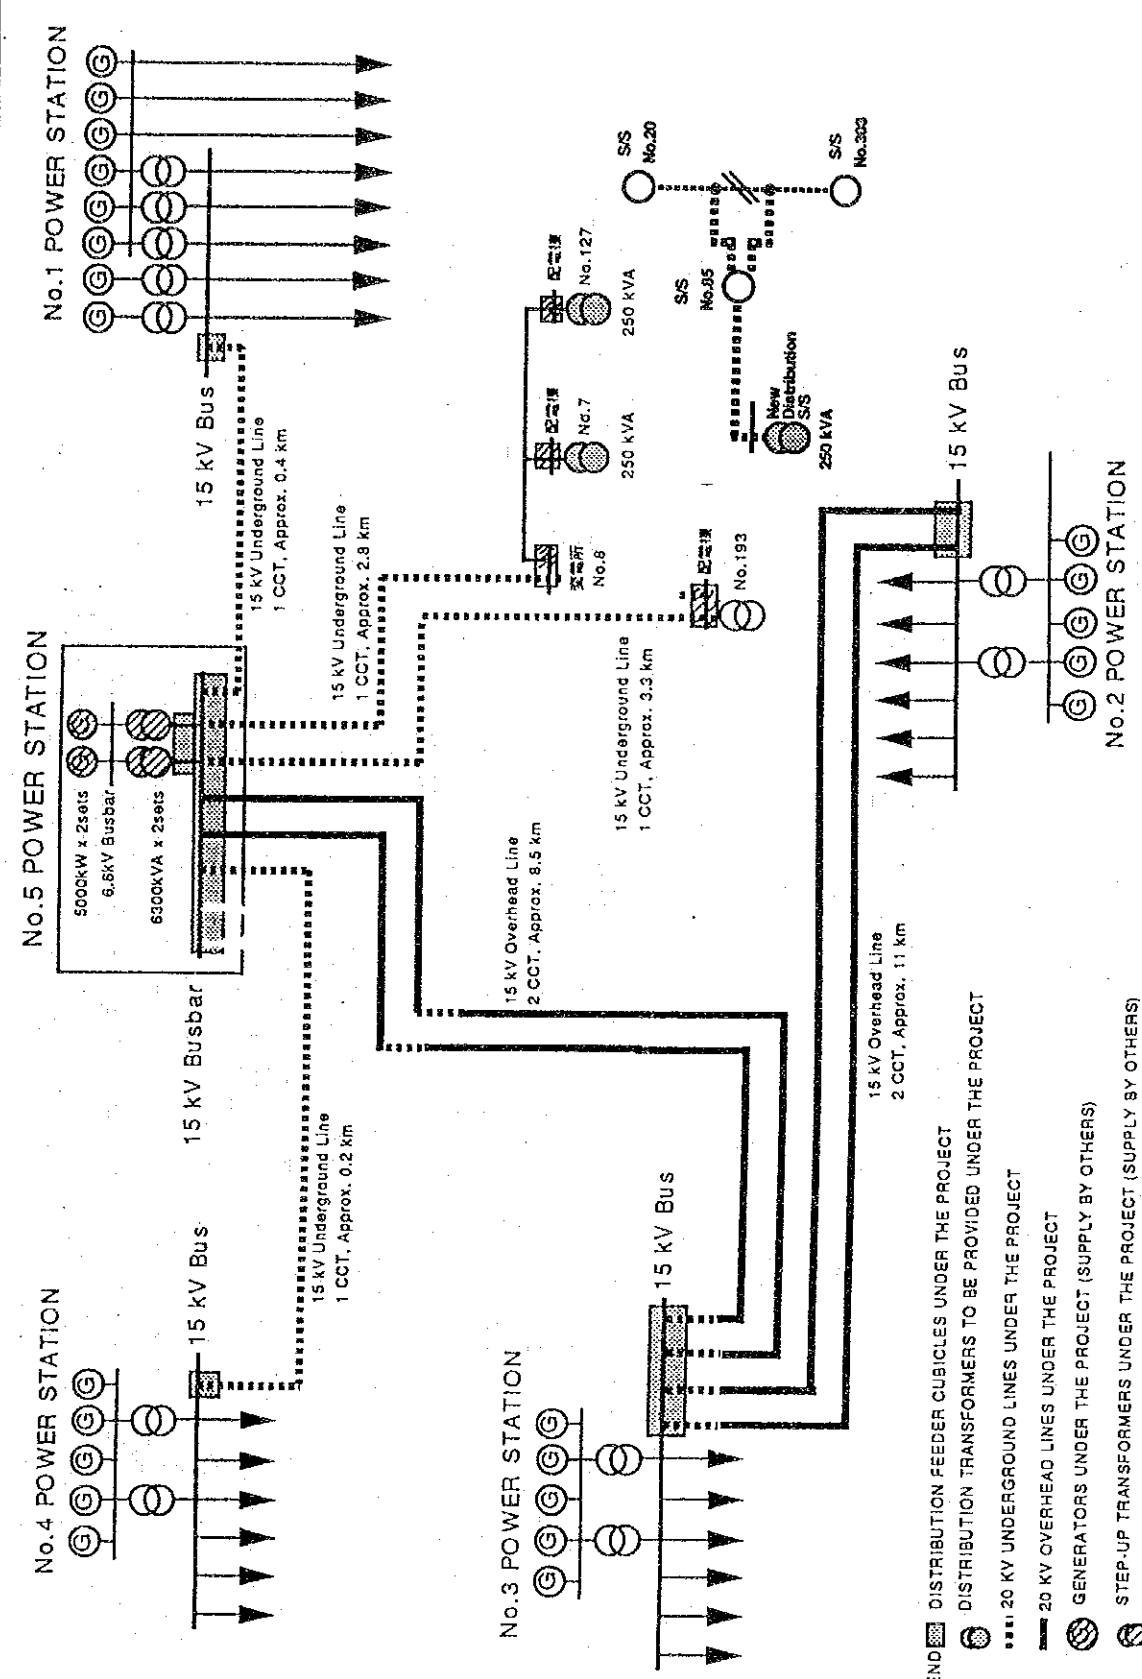 No.1 POWER STATION
G G G G G G G G
15 kV Bus
15 kV Underground Line
1 CCT, Approx. 0.4 km
No.5 POWER STATION
5000kW x 2sets
6.6kV Busbar
6300kVA x 2sets
15 kV Busbar
15 kV Underground Line
1 CCT, Approx. 2.8 km
15 kV Underground Line
1 CCT, Approx. 3.3 km
15 kV Overhead Line
2 CCT, Approx. 8.5 km
15 kV Underground Line
1 CCT, Approx. 0.2 km
No.4 POWER STATION
G G G G G
15 kV Bus
No.3 POWER STATION
G G G G G
15 kV Bus
15 kV Overhead Line
2 CCT, Approx. 11 km
No.2 POWER STATION
G G G G G
15 kV Bus
変電所
No.8
No.7
250 kVA
No.127
250 kVA
No.193
S/S
No.20
S/S
No.303
S/S
No.85
New
Distribution
S/S
250 kVA
END DISTRIBUTION FEEDER CUBICLES UNDER THE PROJECT
DISTRIBUTION TRANSFORMERS TO BE PROVIDED UNDER THE PROJECT
20 KV UNDERGROUND LINES UNDER THE PROJECT
20 KV OVERHEAD LINES UNDER THE PROJECT
GENERATORS UNDER THE PROJECT (SUPPLY BY OTHERS)
STEP-UP TRANSFORMERS UNDER THE PROJECT (SUPPLY BY OTHERS)